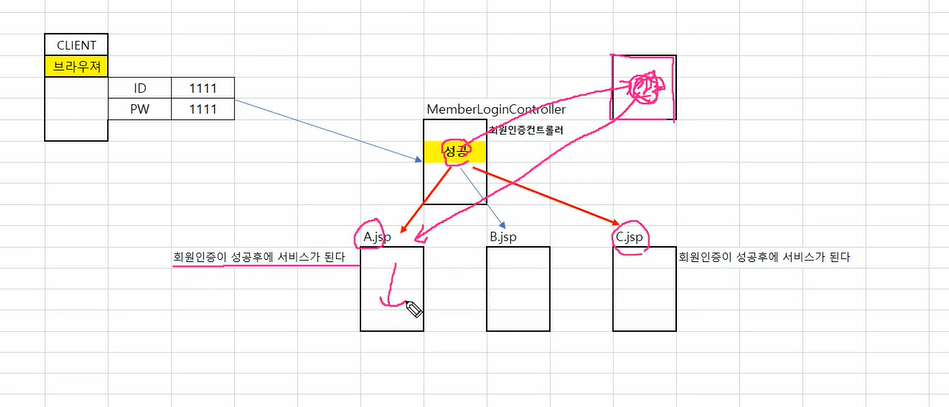 CLIENT
브라우져
ID 1111
PW 1111
MemberLoginController
회원인증컨트롤러
성공
A.jsp
B.jsp
C.jsp
회원인증이 성공후에 서비스가 된다
회원인증이 성공후에 서비스가 된다